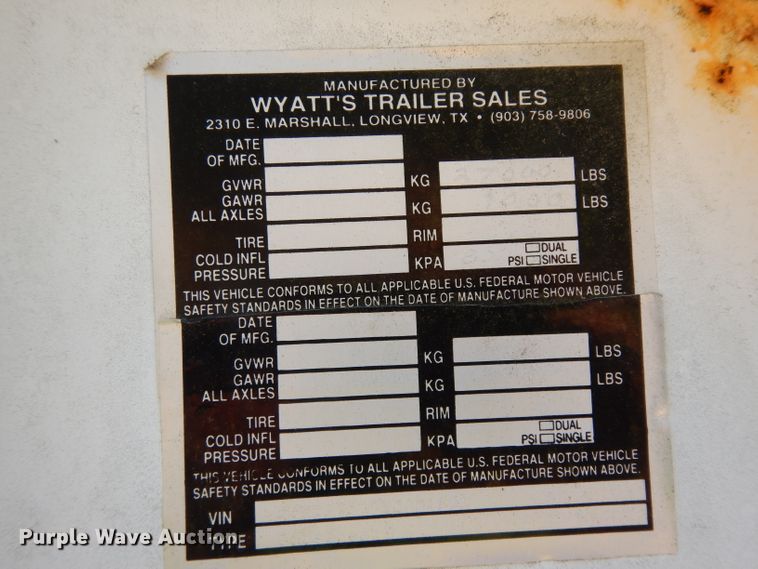 MANUFACTURED BY
WYATT'S TRAILER SALES
2310 E. MARSHALL, LONGVIEW, TX • (903) 758-9806
DATE
OF MFG.
GVWR KG LBS
GAWR
ALL AXLES KG LBS
TIRE RIM
COLD INFL
PRESSURE KPA PSI DUAL
SINGLE
THIS VEHICLE CONFORMS TO ALL APPLICABLE U.S. FEDERAL MOTOR VEHICLE
SAFETY STANDARDS IN EFFECT ON THE DATE OF MANUFACTURE SHOWN ABOVE.
DATE
OF MFG.
GVWR KG LBS
GAWR
ALL AXLES KG LBS
TIRE RIM
COLD INFL
PRESSURE KPA PSI DUAL
SINGLE
THIS VEHICLE CONFORMS TO ALL APPLICABLE U.S. FEDERAL MOTOR VEHICLE
SAFETY STANDARDS IN EFFECT ON THE DATE OF MANUFACTURE SHOWN ABOVE.
VIN
TYPE
Purple Wave Auction